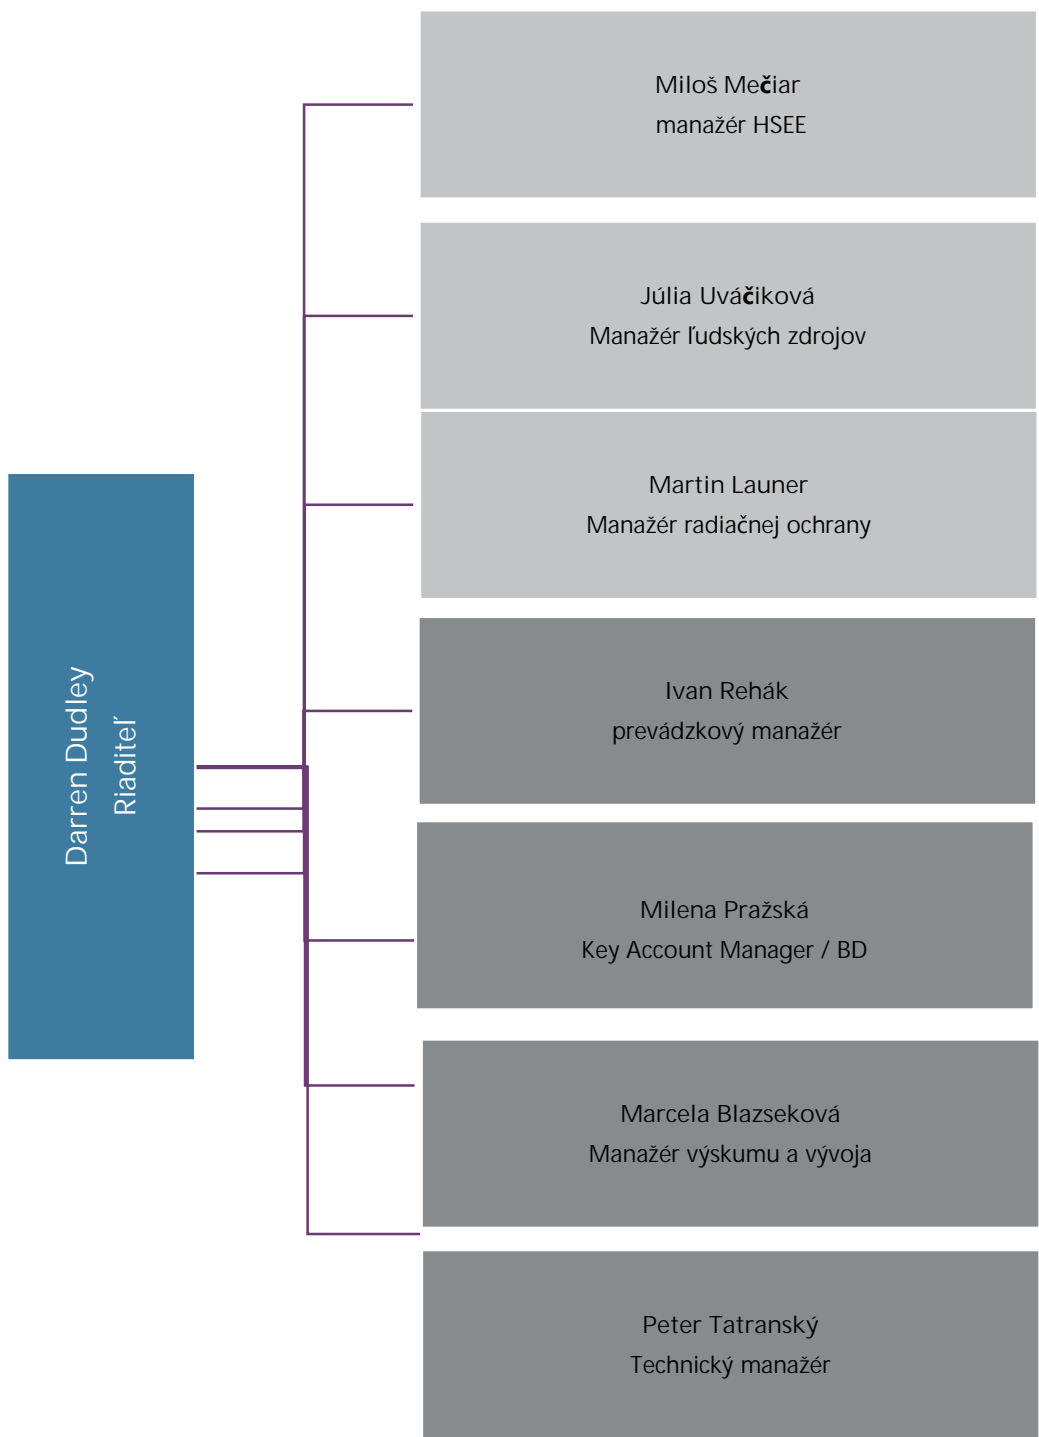 Miloš Mečiar
manažér HSEE
Júlia Uváčiková
Manažér ľudských zdrojov
Martin Launer
Manažér radiačnej ochrany
Darren Dudley
Riaditeľ
Ivan Rehák
prevádzkový manažér
Milena Pražská
Key Account Manager / BD
Marcela Blazseková
Manažér výskumu a vývoja
Peter Tatranský
Technický manažér